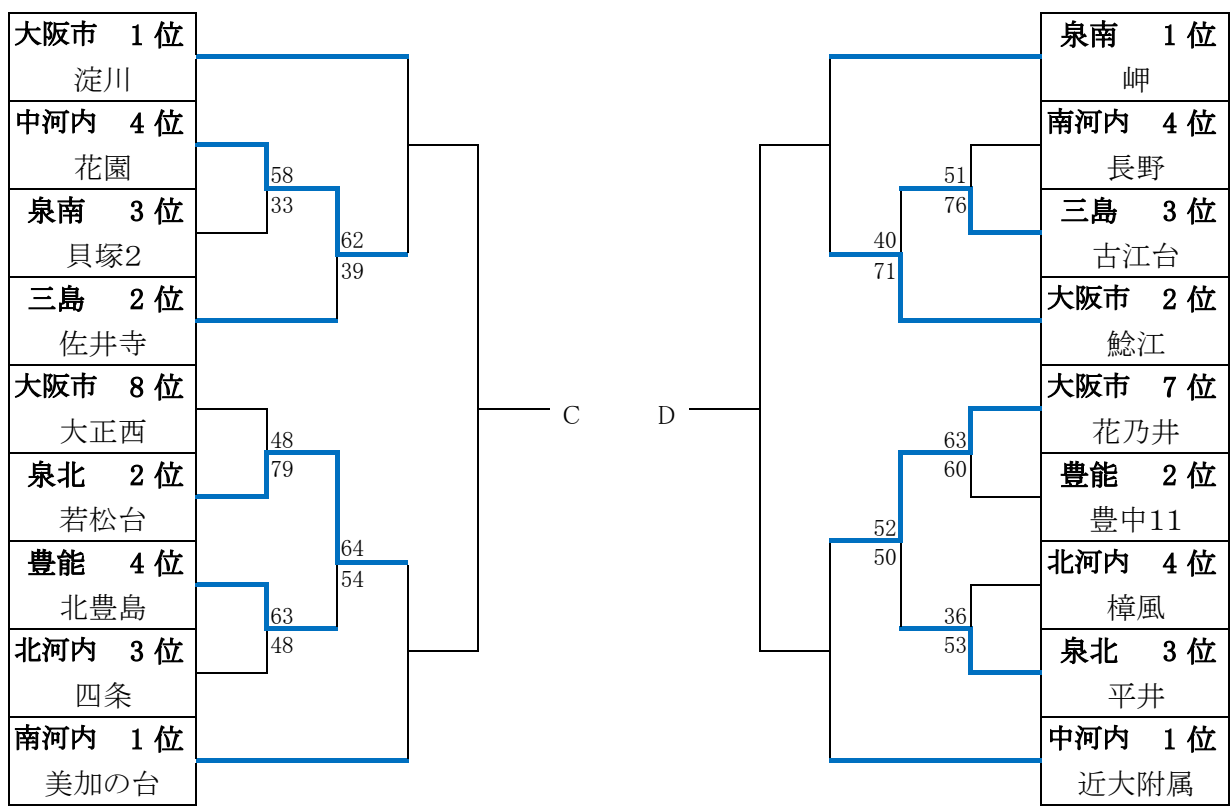 大阪市 1 位
淀川
中河内 4 位
花園
泉南 3 位
貝塚2
三島 2 位
佐井寺
大阪市 8 位
大正西
泉北 2 位
若松台
豊能 4 位
北豊島
北河内 3 位
四条
南河内 1 位
美加の台
58
33
62
39
48
79
64
54
63
48
C
D
51
76
40
71
63
60
52
50
36
53
泉南 1 位
岬
南河内 4 位
長野
三島 3 位
古江台
大阪市 2 位
鯰江
大阪市 7 位
花乃井
豊能 2 位
豊中11
北河内 4 位
樟風
泉北 3 位
平井
中河内 1 位
近大附属